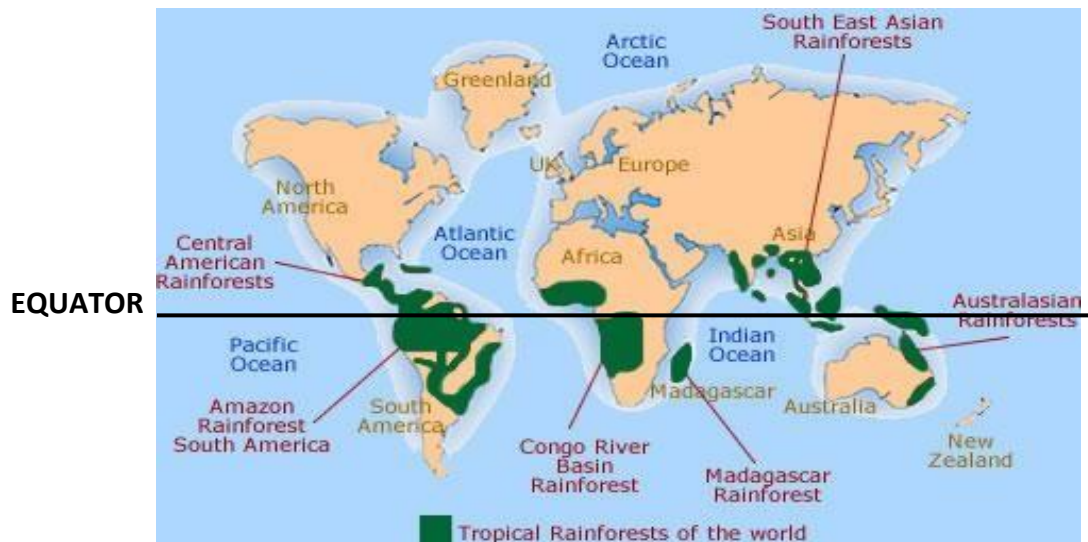 South East Asian
Rainforests
Arctic
Ocean
Greenland
UK
Europe
North
America
Asia
Atlantic
Ocean
Central
American
Rainforests
Africa
EQUATOR
Australasian
Rainforests
Pacific
Ocean
Indian
Ocean
Madagascar
Amazon
Rainforest
South America
South
America
Australia
Congo River
Basin
Rainforest
Madagascar
Rainforest
New
Zealand
Tropical Rainforests of the world